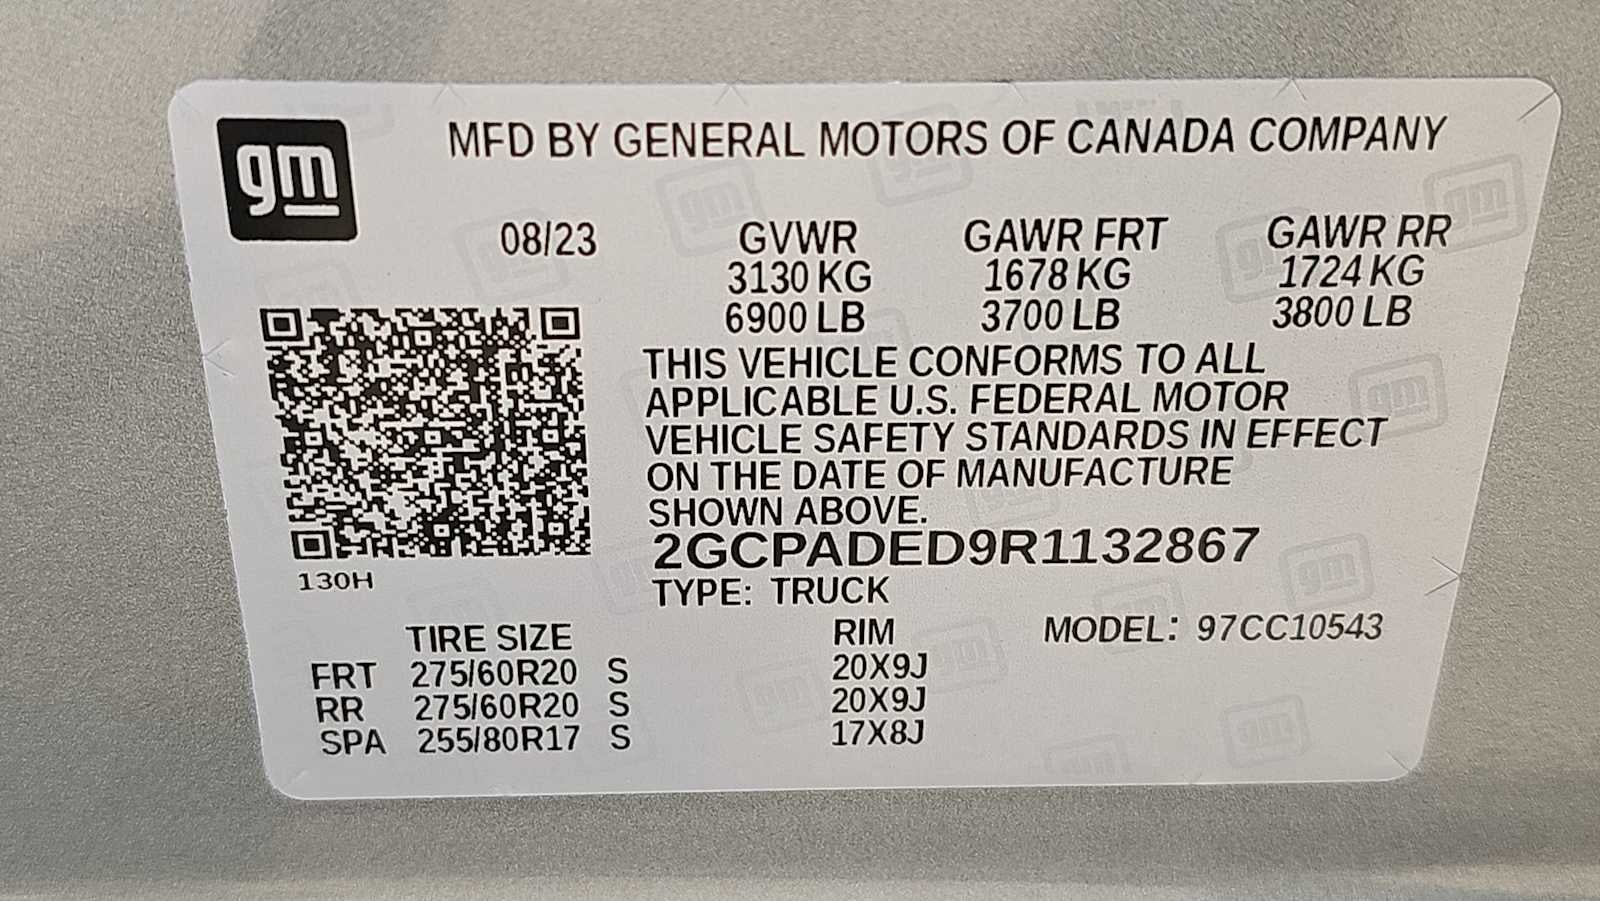 gm
MFD BY GENERAL MOTORS OF CANADA COMPANY
08/23 GVWR GAWR FRT GAWR RR
3130 KG 1678 KG 1724 KG
6900 LB 3700 LB 3800 LB
THIS VEHICLE CONFORMS TO ALL
APPLICABLE U.S. FEDERAL MOTOR
VEHICLE SAFETY STANDARDS IN EFFECT
ON THE DATE OF MANUFACTURE
SHOWN ABOVE.
2GCPADED9R1132867
130H
TYPE: TRUCK
TIRE SIZE RIM MODEL: 97CC10543
FRT 275/60R20 S 20X9J
RR 275/60R20 S 20X9J
SPA 255/80R17 S 17X8J